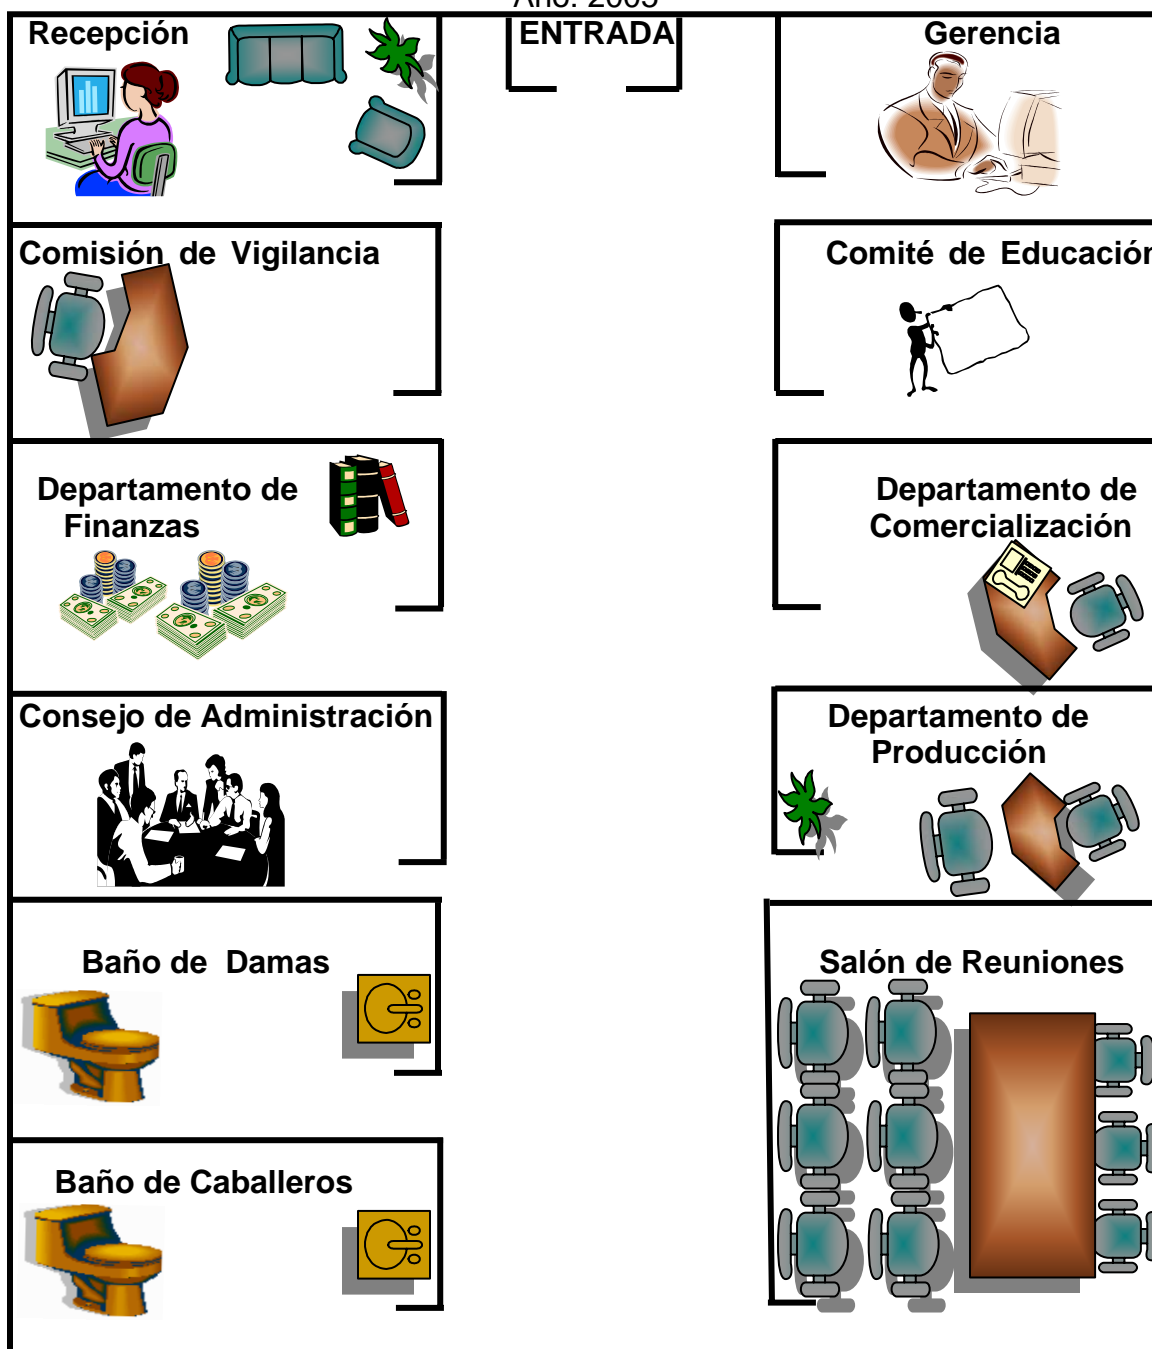 Recepción
ENTRADA
Gerencia
Comisión de Vigilancia
Comité de Educación
Departamento de
Finanzas
Departamento de
Comercialización
Consejo de Administración
Departamento de
Producción
Baño de Damas
Salón de Reuniones
Baño de Caballeros